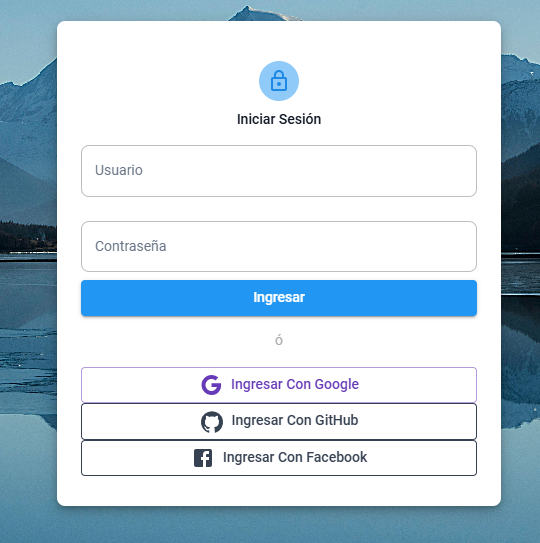 Iniciar Sesión
Usuario
Contraseña
Ingresar
ó
Ingresar Con Google
Ingresar Con GitHub
Ingresar Con Facebook